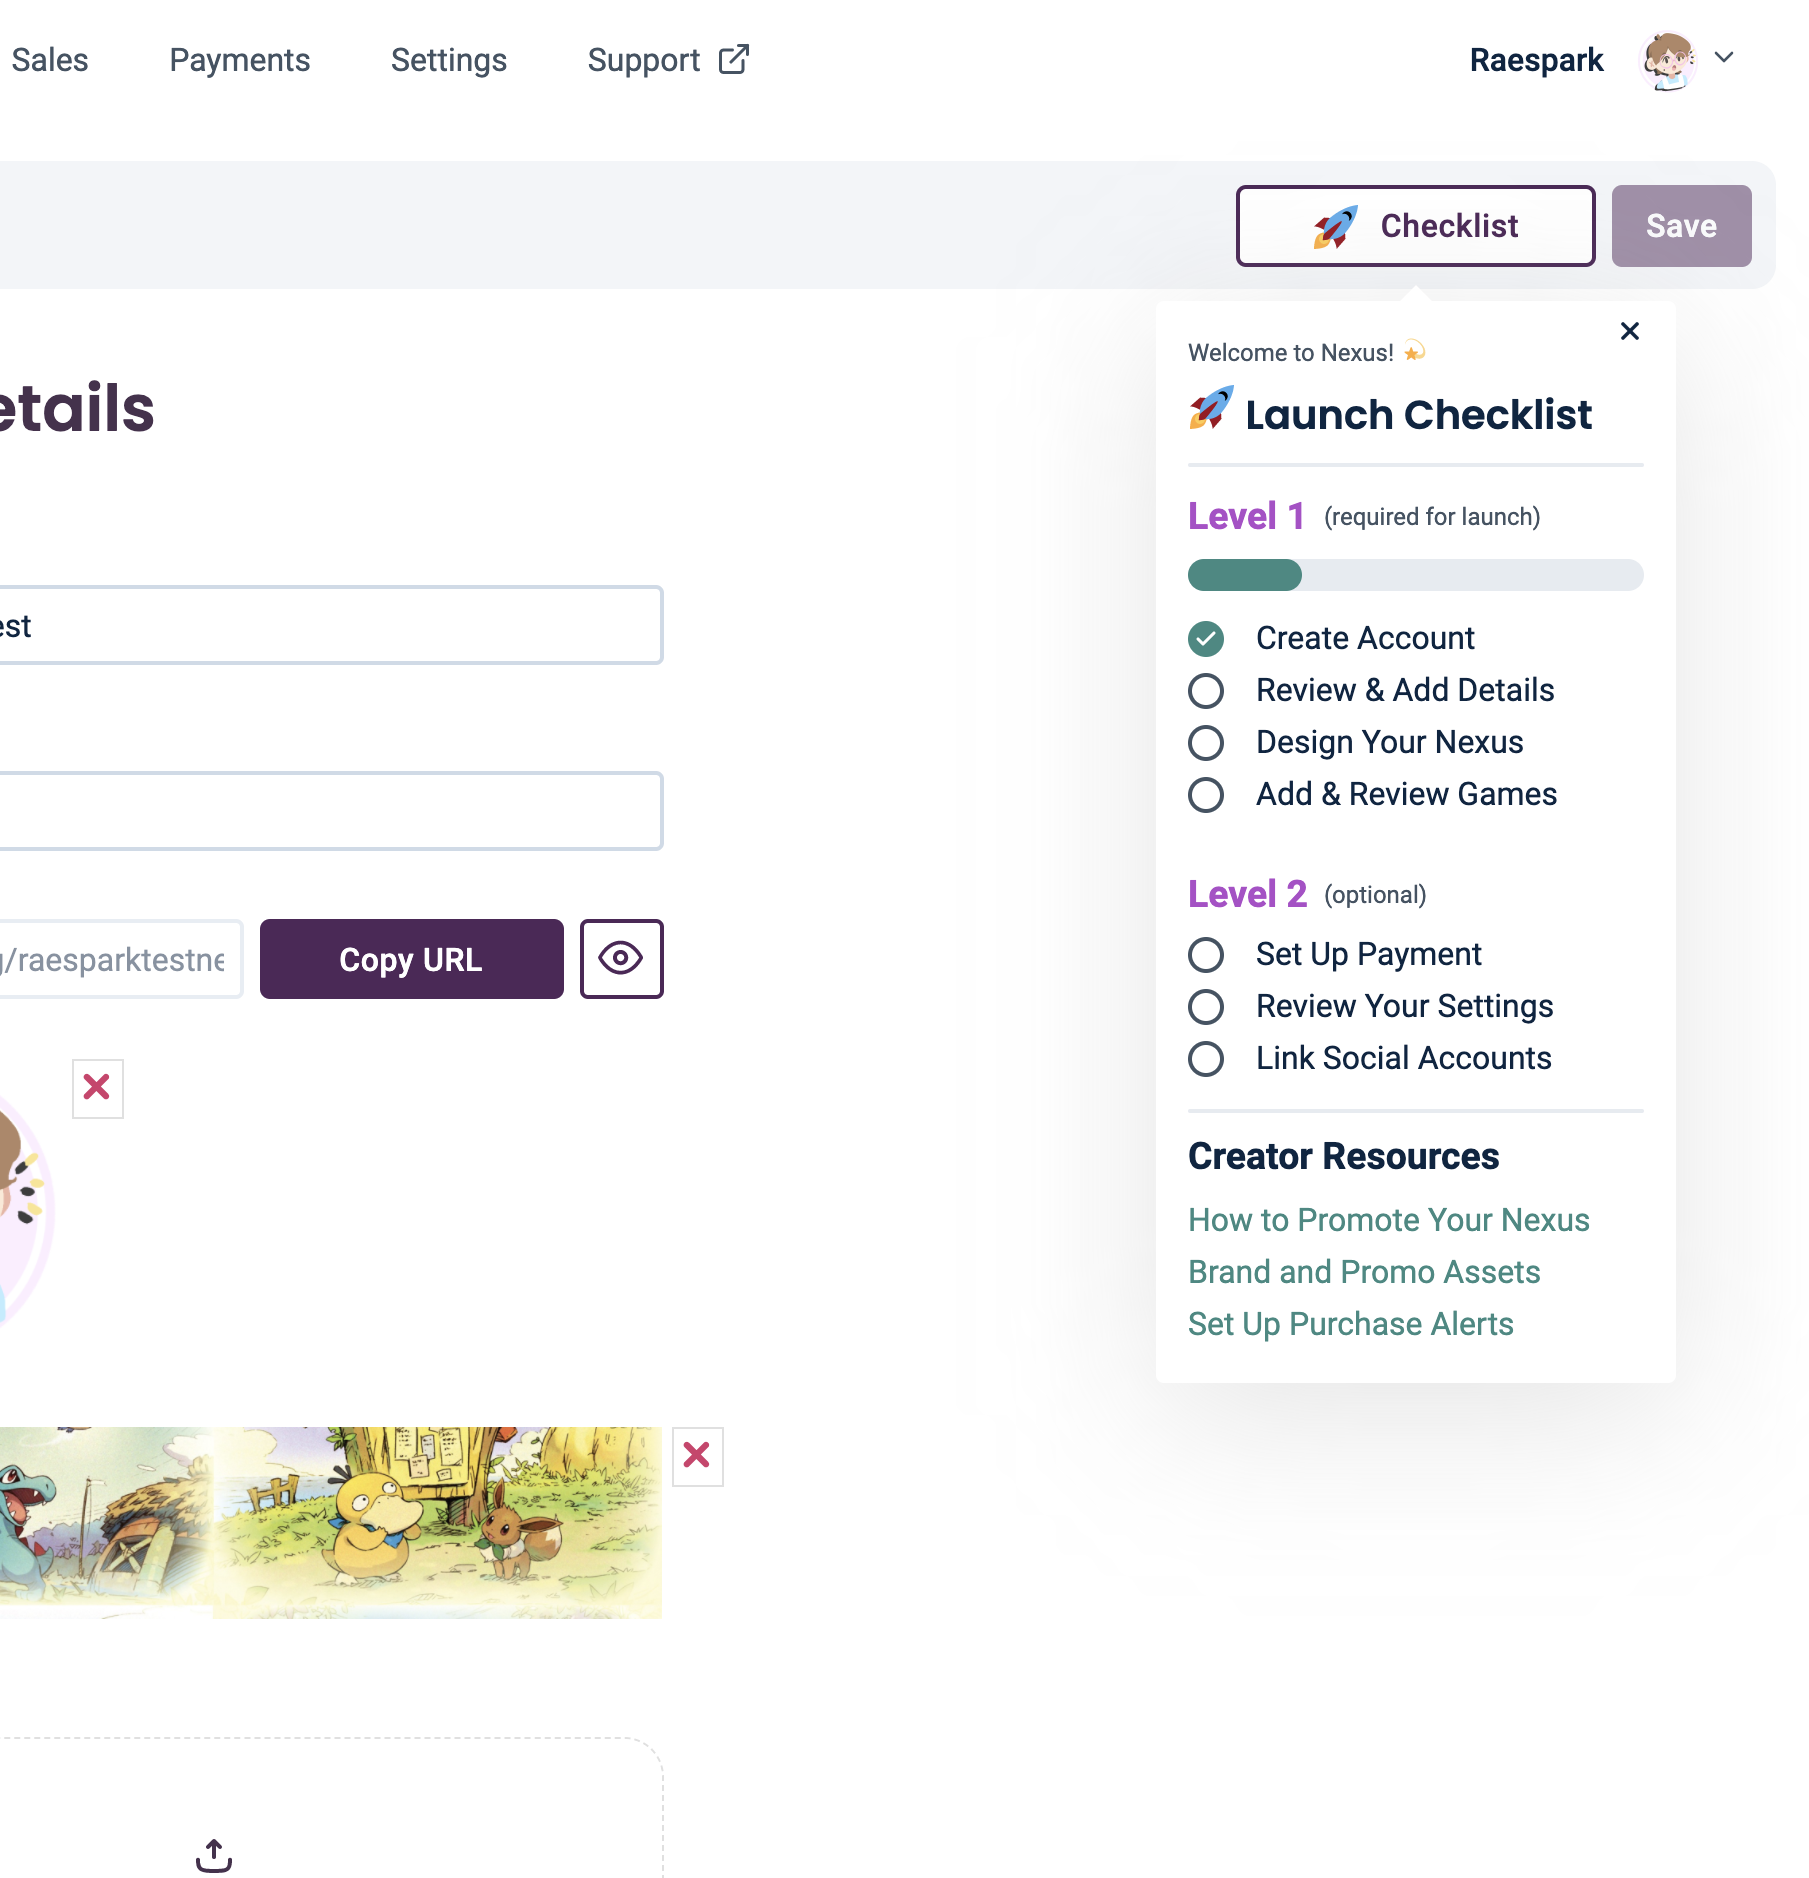 Sales Payments Settings Support Raespark
Checklist Save
etails
est
g/raesparktestne Copy URL
Welcome to Nexus!
Launch Checklist
Level 1 (required for launch)
Create Account
Review & Add Details
Design Your Nexus
Add & Review Games
Level 2 (optional)
Set Up Payment
Review Your Settings
Link Social Accounts
Creator Resources
How to Promote Your Nexus
Brand and Promo Assets
Set Up Purchase Alerts